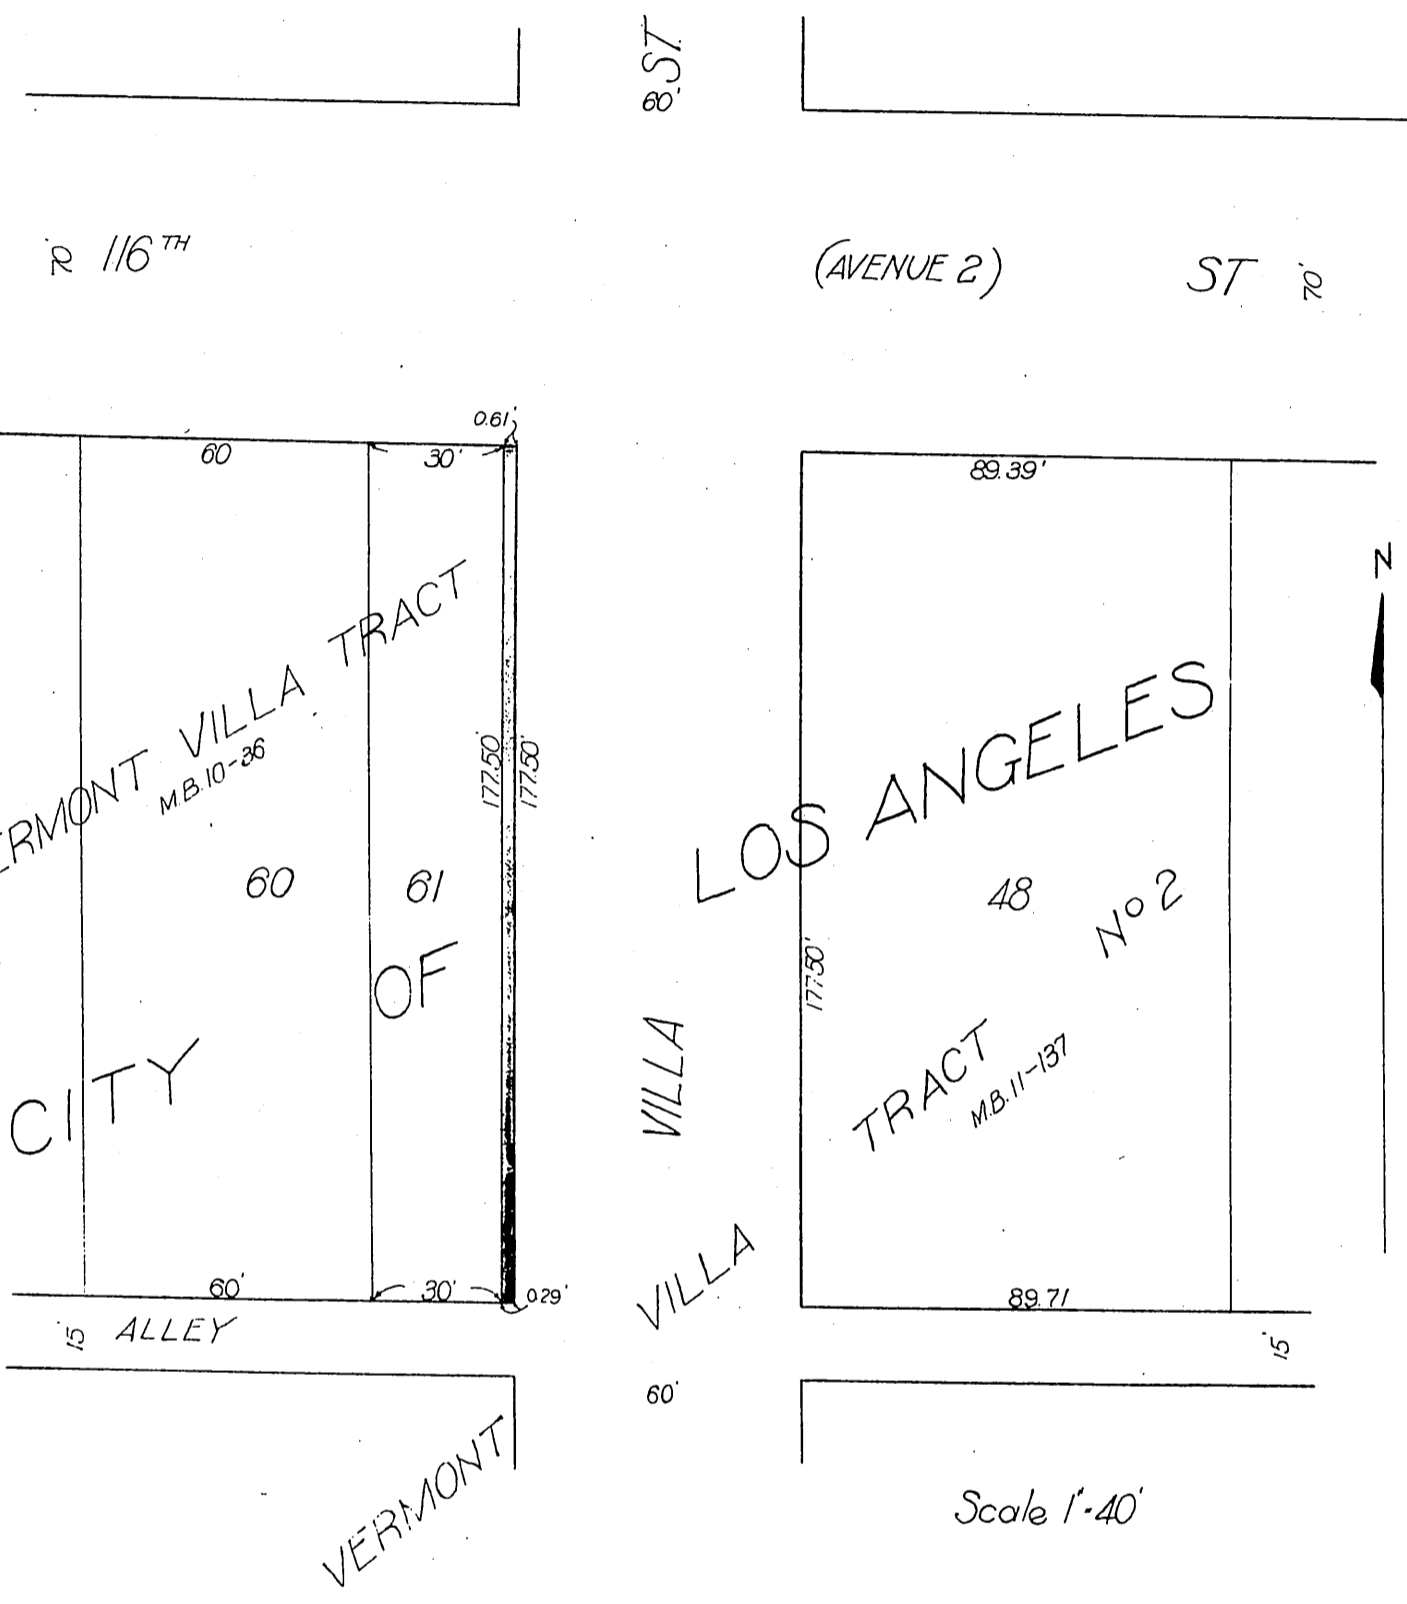 60' ST.
70' 116TH (AVENUE 2) ST 70'
0.61'
60 30' 89.39'
N
VERMONT VILLA TRACT
M.B. 10-36
177.50' 177.50'
CITY OF LOS ANGELES
60 61 48
177.50'
VILLA
VERMONT VILLA TRACT No 2
M.B. 11-137
60' 30' 0.29' 89.71
15 ALLEY 15
60'
Scale 1"-40'